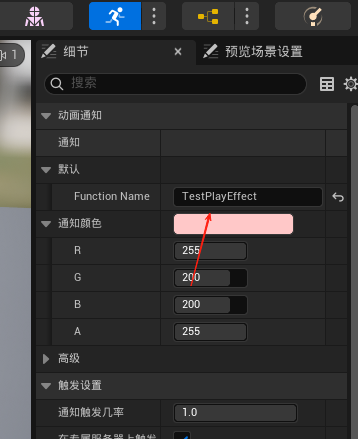 1
细节
预览场景设置
搜索
动画通知
通知
默认
Function Name TestPlayEffect
通知颜色
R 255
G 200
B 200
A 255
高级
触发设置
通知触发几率 1.0
在专属服务器上触发